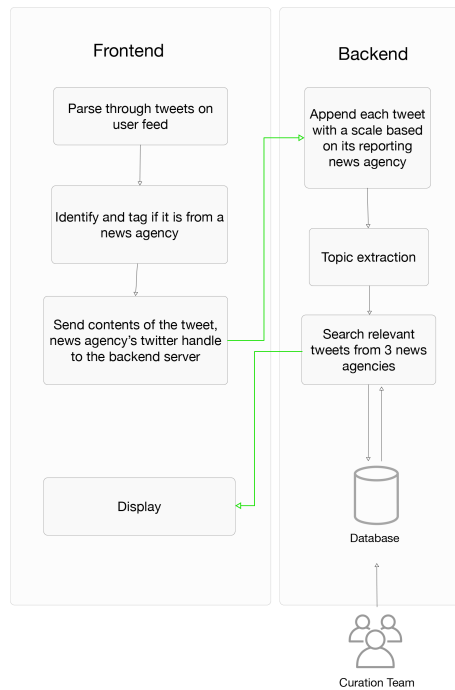 Frontend
Parse through tweets on
user feed
Identify and tag if it is from a
news agency
Send contents of the tweet,
news agency's twitter handle
to the backend server
Display
Backend
Append each tweet
with a scale based
on its reporting
news agency
Topic extraction
Search relevant
tweets from 3 news
agencies
Database
Curation Team